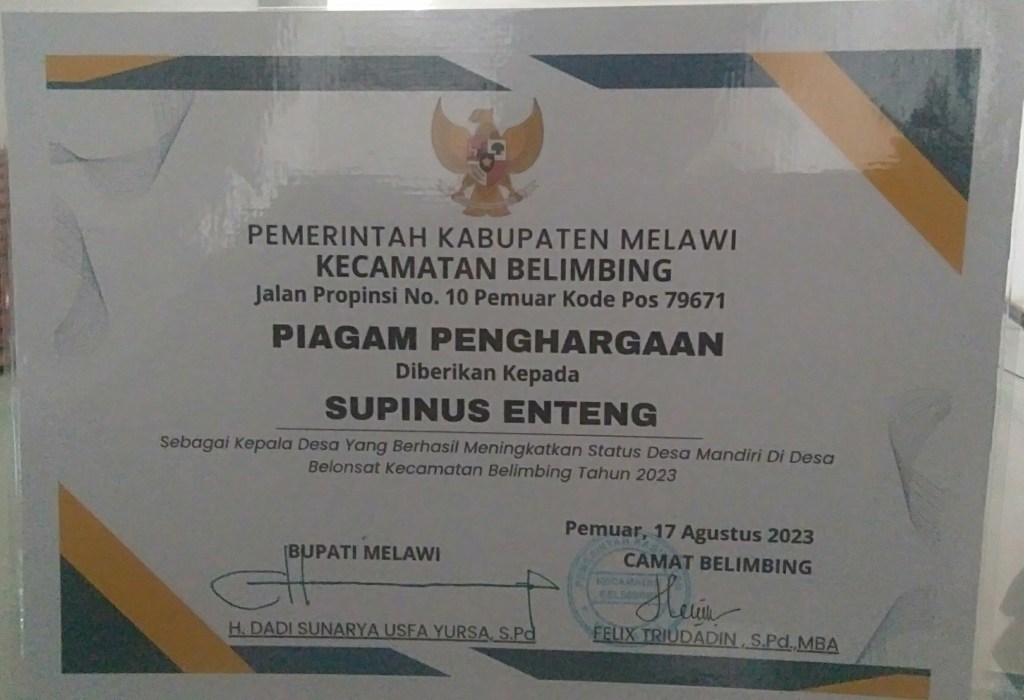 PEMERINTAH KABUPATEN MELAWI
KECAMATAN BELIMBING
Jalan Propinsi No. 10 Pemuar Kode Pos 79671
PIAGAM PENGHARGAAN
Diberikan Kepada
SUPINUS ENTENG
Sebagai Kepala Desa Yang Berhasil Meningkatkan Status Desa Mandiri Di Desa
Belonsat Kecamatan Belimbing Tahun 2023
Pemuar, 17 Agustus 2023
BUPATI MELAWI
CAMAT BELIMBING
H. DADI SUNARYA USFA YURSA, S.Pd
FELIX TRIUDADIN , S.Pd.,MBA